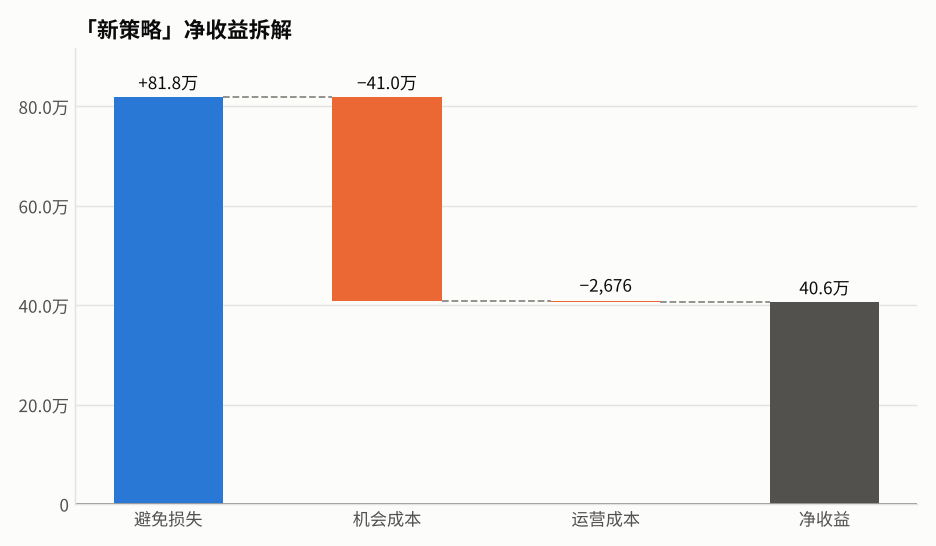 「新策略」净收益拆解
+81.8万
−41.0万
−2,676
40.6万
80.0万
60.0万
40.0万
20.0万
0
避免损失
机会成本
运营成本
净收益